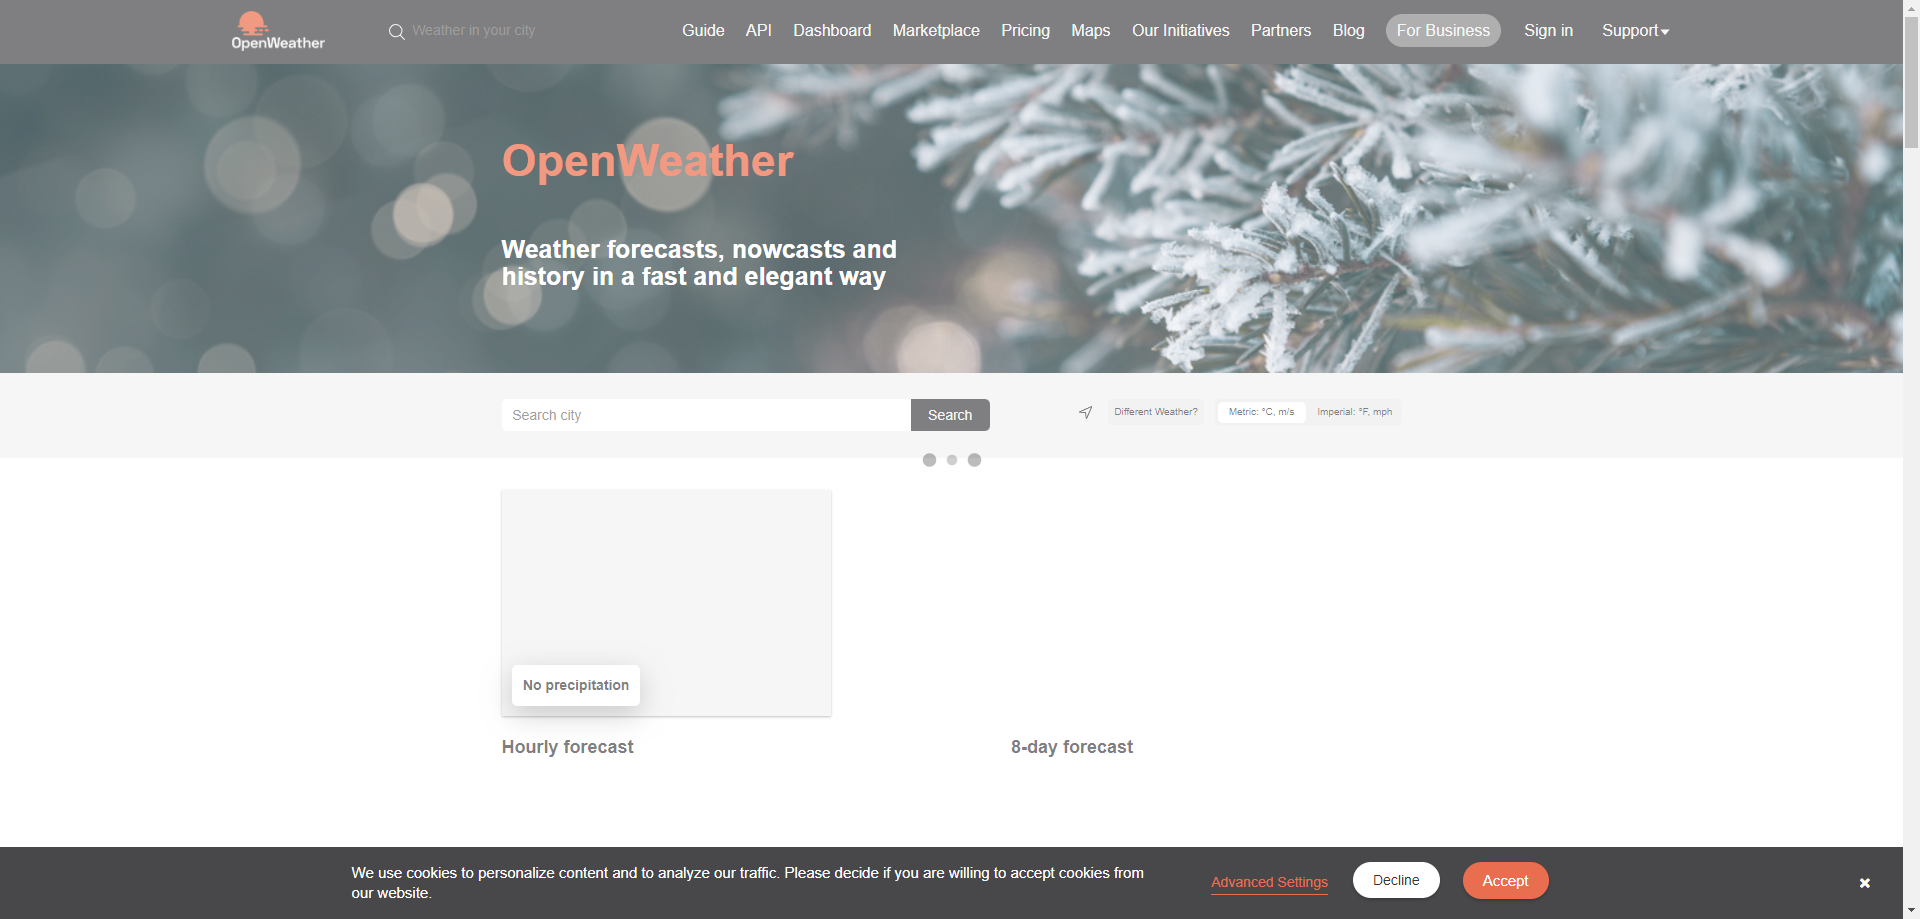 OpenWeather
Weather in your city
Guide
API
Dashboard
Marketplace
Pricing
Maps
Our Initiatives
Partners
Blog
For Business
Sign in
Support
OpenWeather
Weather forecasts, nowcasts and
history in a fast and elegant way
Search city
Search
Different Weather?
Metric: °C, m/s
Imperial: °F, mph
No precipitation
Hourly forecast
8-day forecast
We use cookies to personalize content and to analyze our traffic. Please decide if you are willing to accept cookies from
our website.
Advanced Settings
Decline
Accept